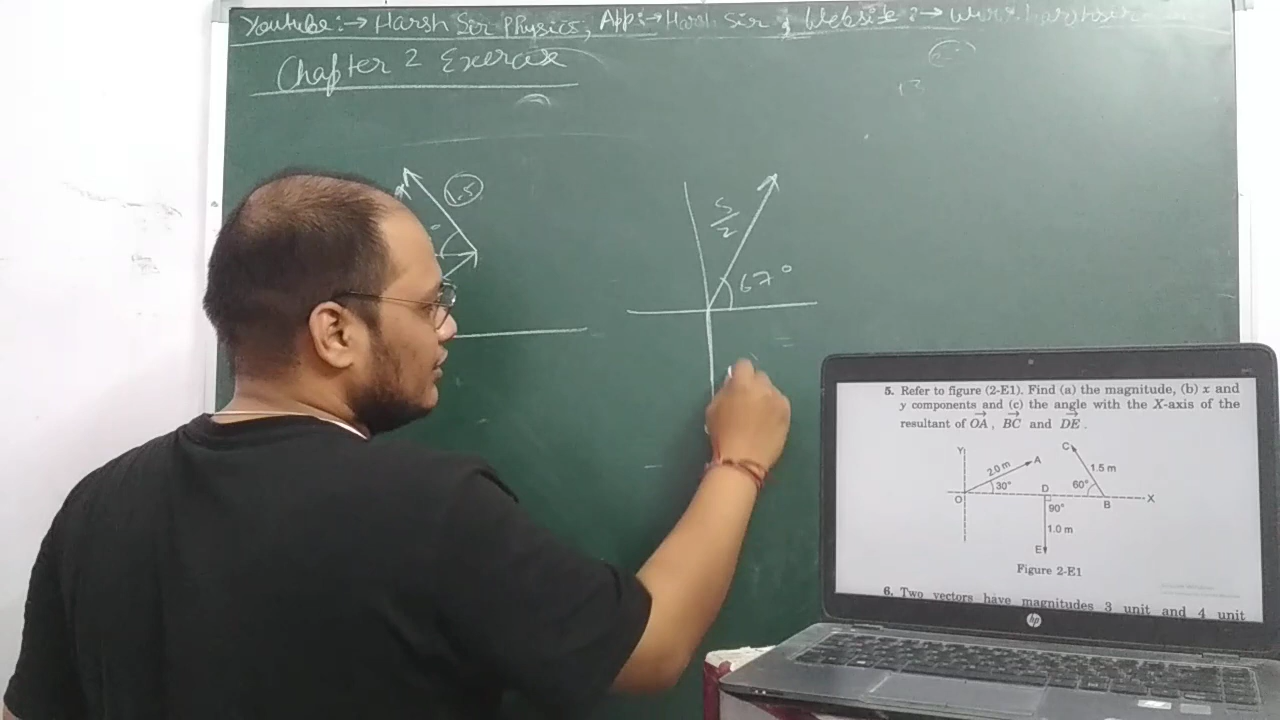 Youtube:→ Harsh Sir Physics, App:→ Harsh Sir, Website:→
Chapter 2 Exercise
1.5
5/2
67°
5. Refer to figure (2-E1). Find (a) the magnitude, (b) x and
y components and (c) the angle with the X-axis of the
resultant of OA, BC and DE.
Y
C
2.0 m
A
1.5 m
30°
D
60°
O
90°
B
X
1.0 m
E
Figure 2-E1
6. Two vectors have magnitudes 3 unit and 4 unit
hp